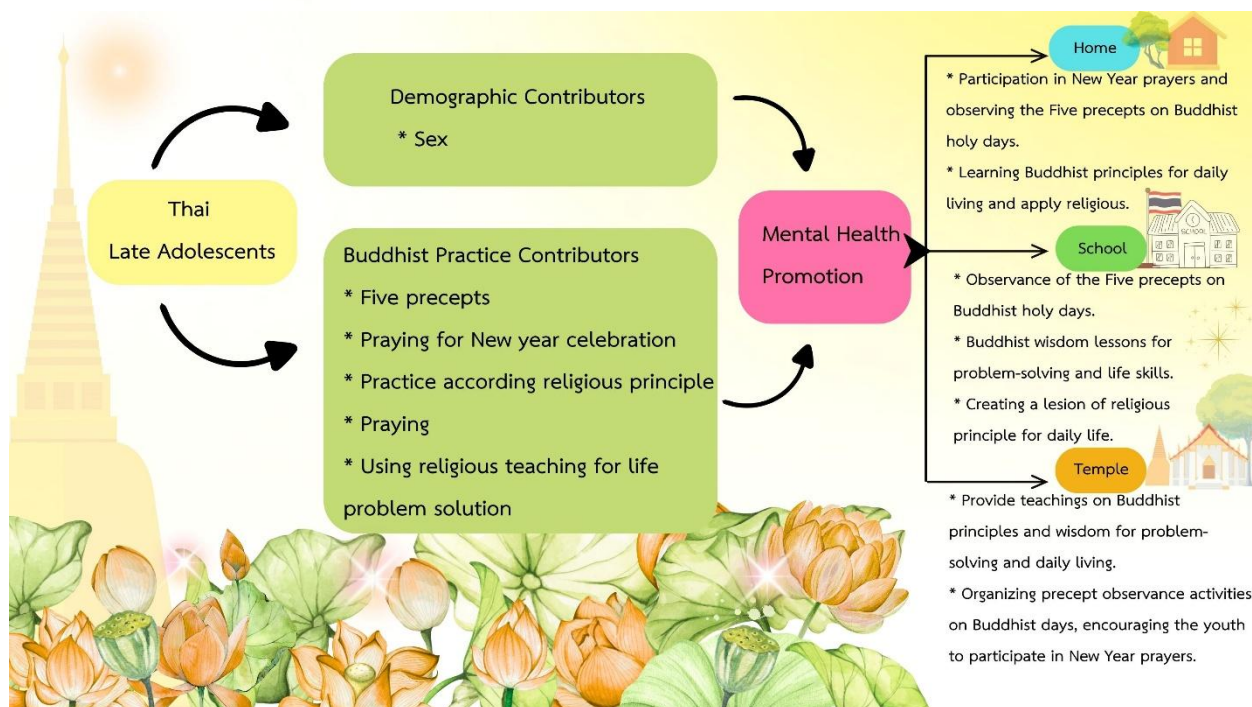 Thai
Late Adolescents
Demographic Contributors
* Sex
Buddhist Practice Contributors
* Five precepts
* Praying for New year celebration
* Practice according religious principle
* Praying
* Using religious teaching for life
problem solution
Mental Health
Promotion
Home
* Participation in New Year prayers and
observing the Five precepts on Buddhist
holy days.
* Learning Buddhist principles for daily
living and apply religious.
SCHOOL
School
* Observance of the Five precepts on
Buddhist holy days.
* Buddhist wisdom lessons for
problem-solving and life skills.
* Creating a lesion of religious
principle for daily life.
Temple
* Provide teachings on Buddhist
principles and wisdom for problem-
solving and daily living.
* Organizing precept observance activities
on Buddhist days, encouraging the youth
to participate in New Year prayers.